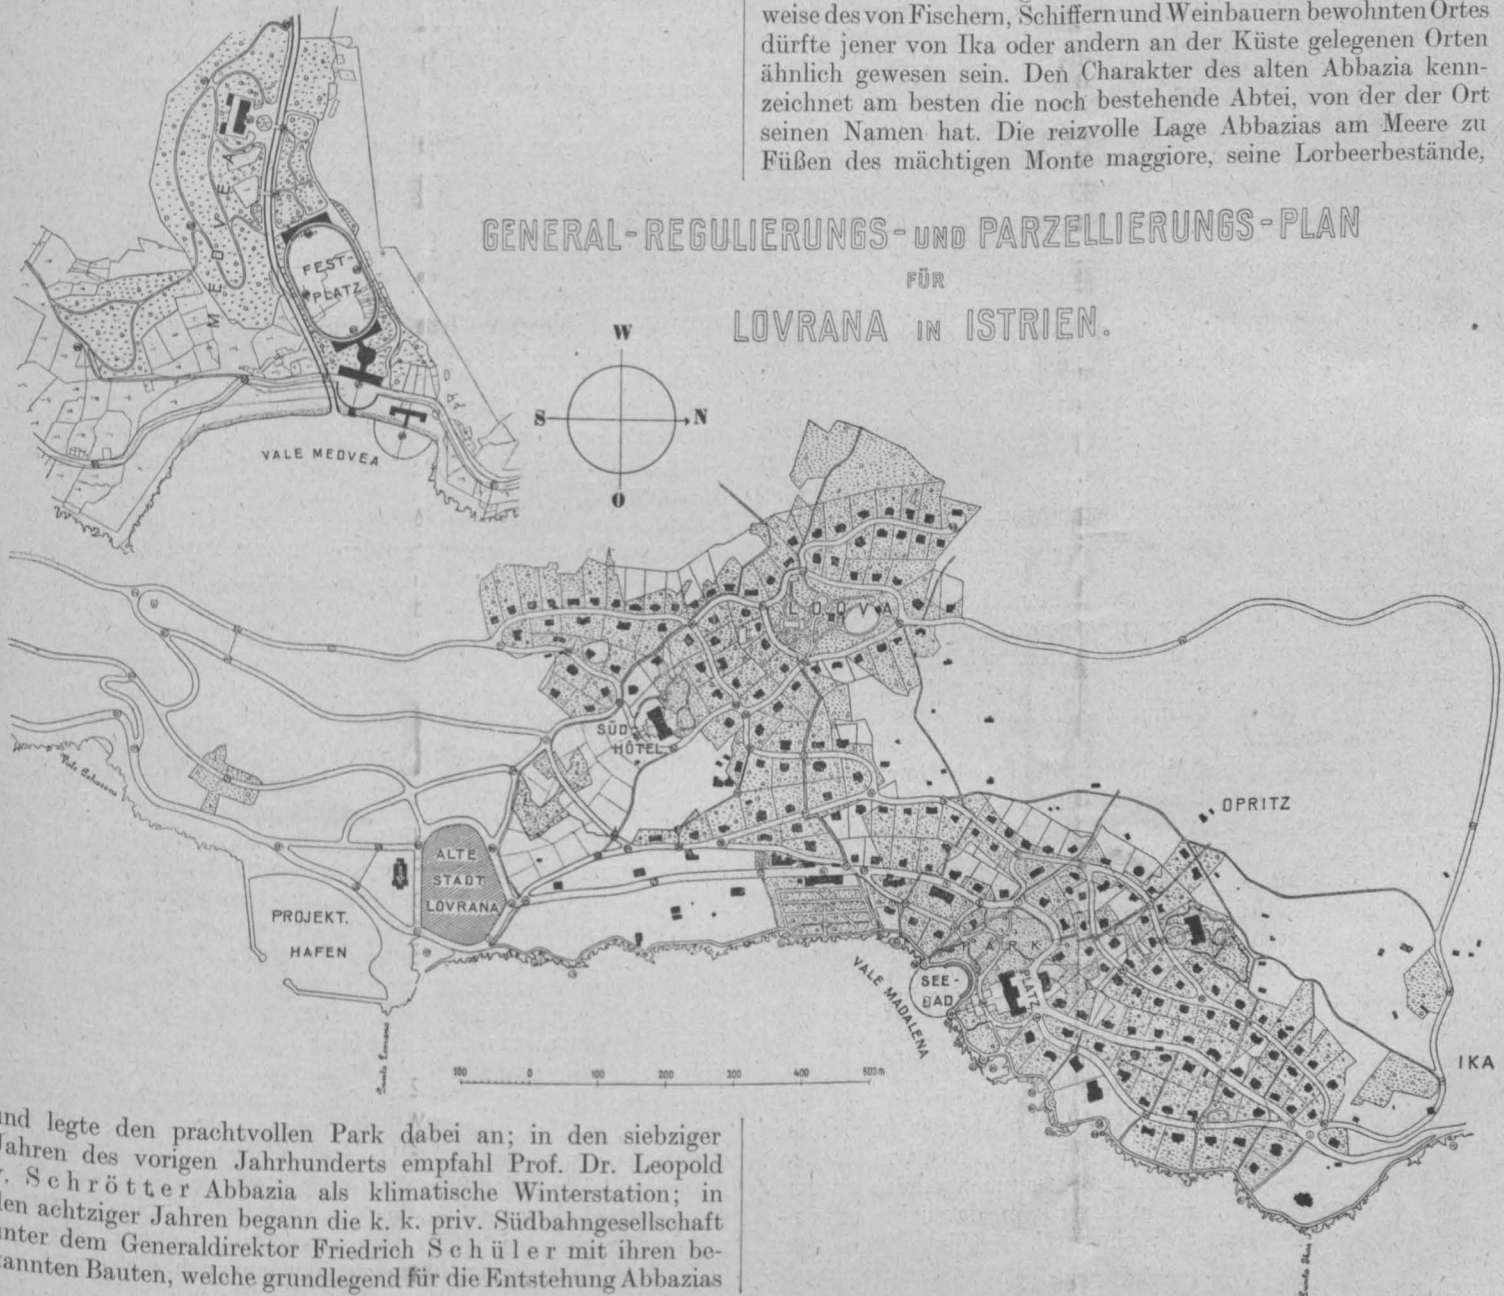 weise des von Fischern, Schiffern und Weinbauern bewohnten Ortes
dürfte jener von Ika oder andern an der Küste gelegenen Orten
ähnlich gewesen sein. Den Charakter des alten Abbazia kenn-
zeichnet am besten die noch bestehende Abtei, von der der Ort
seinen Namen hat. Die reizvolle Lage Abbazias am Meere zu
Füßen des mächtigen Monte maggiore, seine Lorbeerbestände,
GENERAL-REGULIERUNGS- UND PARZELLIERUNGS-PLAN
FÜR
LOVRANA IN ISTRIEN.
MEDVEA
FEST-
PLATZ
VALE MEDVEA
W
S
N
O
LDOVA
SÜD-
HÔTEL
OPRITZ
ALTE
STADT
LOVRANA
PROJEKT.
HAFEN
PARK
PLATZ
SEE-
BAD
VALE MADALENA
IKA
100 0 100 200 300 400 500 m
und legte den prachtvollen Park dabei an; in den siebziger
Jahren des vorigen Jahrhunderts empfahl Prof. Dr. Leopold
v. Schrötter Abbazia als klimatische Winterstation; in
den achtziger Jahren begann die k. k. priv. Südbahngesellschaft
unter dem Generaldirektor Friedrich Schüler mit ihren be-
kannten Bauten, welche grundlegend für die Entstehung Abbazias